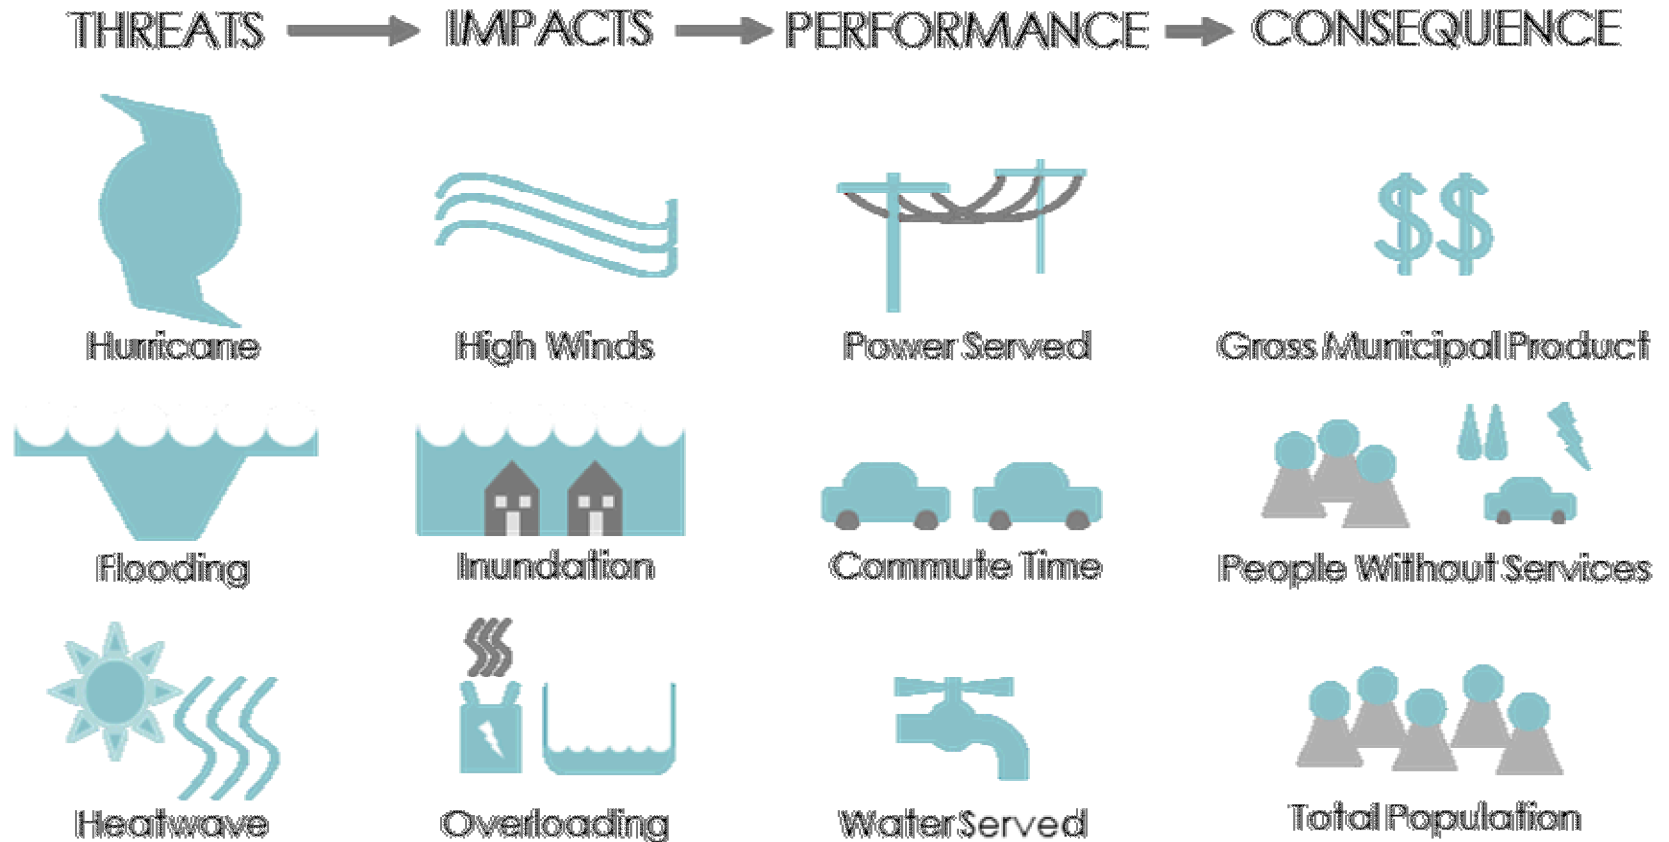 THREATS IMPACTS PERFORMANCE CONSEQUENCE
Hurricane High Winds Power Served Gross Municipal Product
Flooding Inundation Commute Time People Without Services
Heatwave Overloading Water Served Total Population